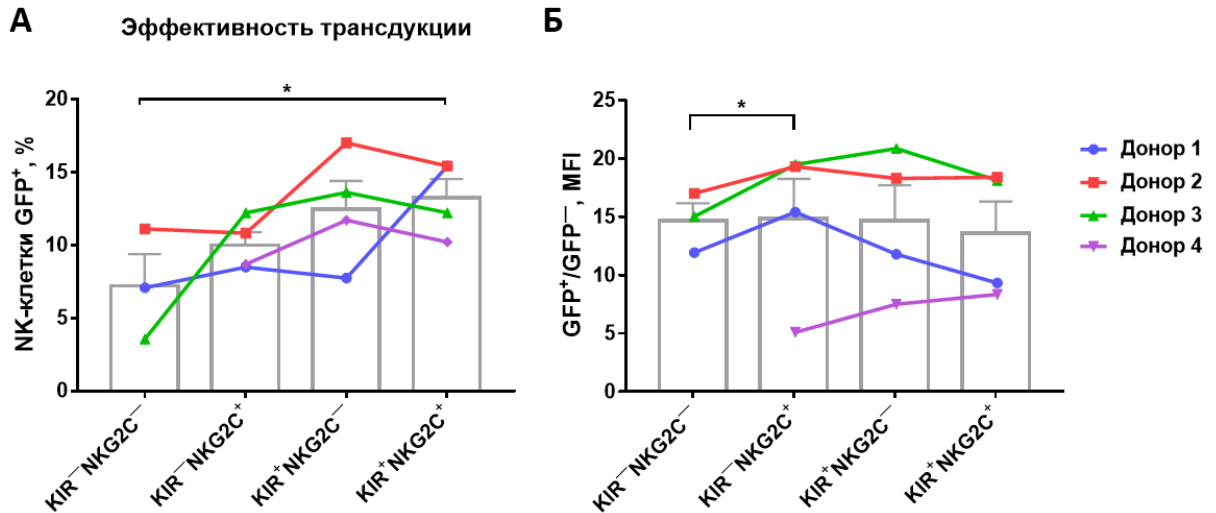 А
Эффективность трансдукции
NK-клетки GFP⁺, %
20
15
10
5
0
*
KIR⁻NKG2C⁻
KIR⁻NKG2C⁺
KIR⁺NKG2C⁻
KIR⁺NKG2C⁺
Б
GFP⁺/GFP⁻, MFI
25
20
15
10
5
0
*
KIR⁻NKG2C⁻
KIR⁻NKG2C⁺
KIR⁺NKG2C⁻
KIR⁺NKG2C⁺
Донор 1
Донор 2
Донор 3
Донор 4